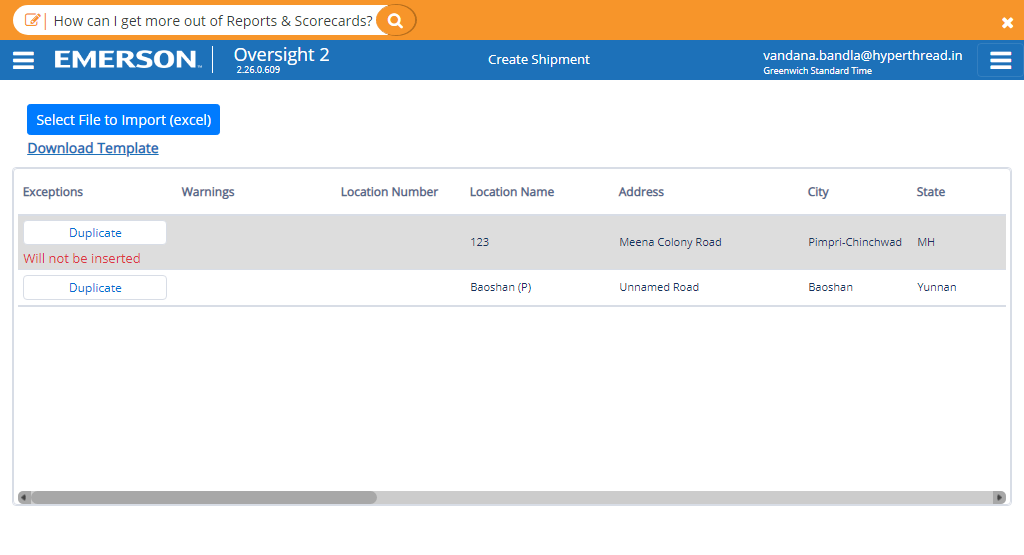 How can I get more out of Reports & Scorecards?
EMERSON™ Oversight 2
2.26.0.609
Create Shipment
vandana.bandla@hyperthread.in
Greenwich Standard Time
Select File to Import (excel)
Download Template
Exceptions Warnings Location Number Location Name Address City State
Duplicate
Will not be inserted
123 Meena Colony Road Pimpri-Chinchwad MH
Duplicate Baoshan (P) Unnamed Road Baoshan Yunnan